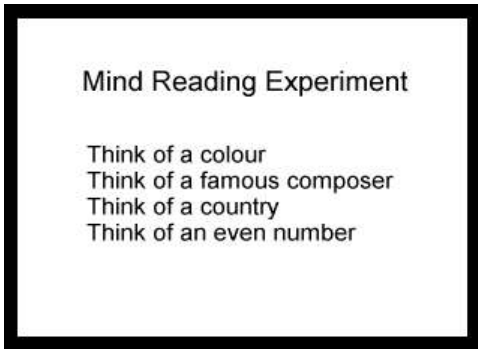 Mind Reading Experiment
Think of a colour
Think of a famous composer
Think of a country
Think of an even number